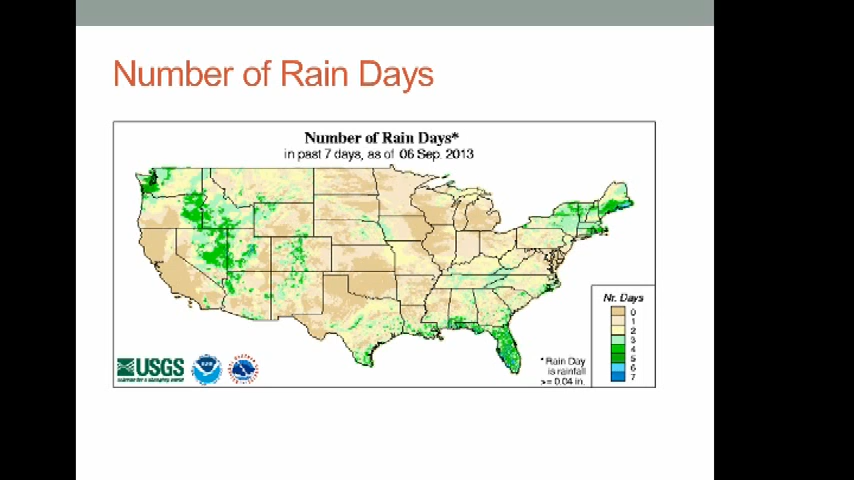 Number of Rain Days
Number of Rain Days*
in past 7 days, as of 06 Sep. 2013
Nr. Days
0
1
2
3
4
5
6
7
* Rain Day
is rainfall
>= 0.04 in.
USGS